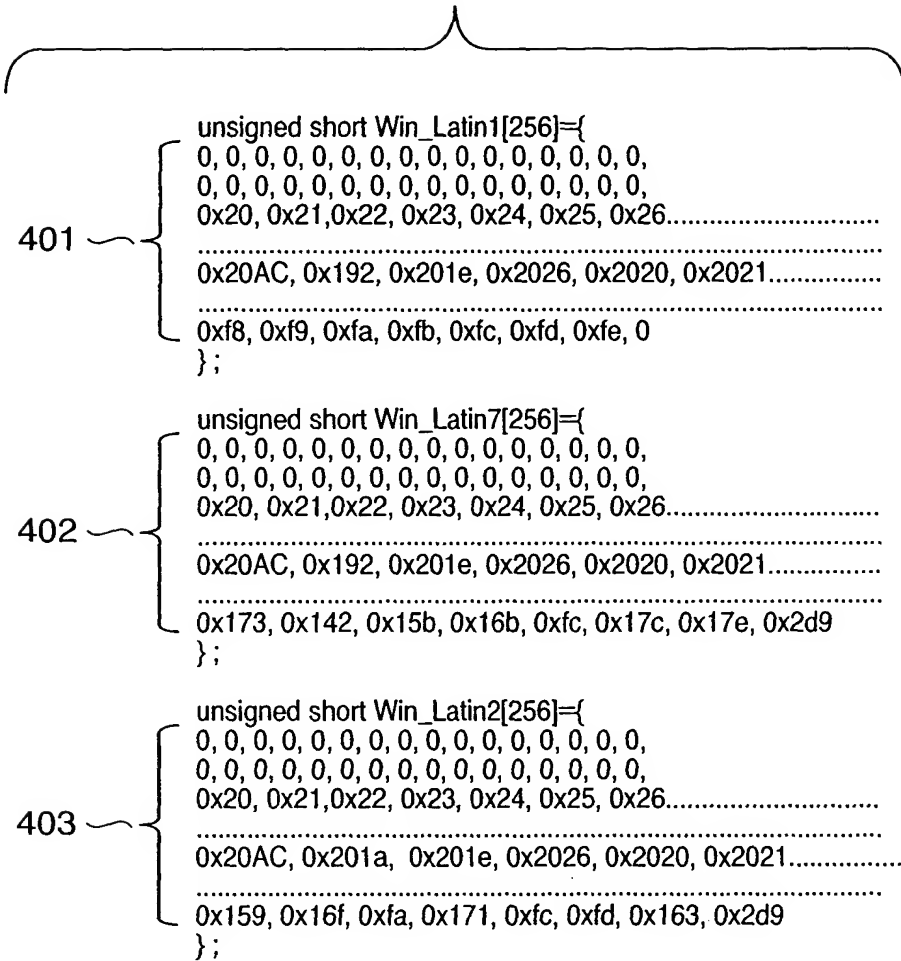 unsigned short Win_Latin1[256]={
0, 0, 0, 0, 0, 0, 0, 0, 0, 0, 0, 0, 0, 0, 0, 0,
0, 0, 0, 0, 0, 0, 0, 0, 0, 0, 0, 0, 0, 0, 0, 0,
0x20, 0x21,0x22, 0x23, 0x24, 0x25, 0x26..............................
401
....................................................................................................
0x20AC, 0x192, 0x201e, 0x2026, 0x2020, 0x2021................
....................................................................................................
0xf8, 0xf9, 0xfa, 0xfb, 0xfc, 0xfd, 0xfe, 0
} ;
unsigned short Win_Latin7[256]={
0, 0, 0, 0, 0, 0, 0, 0, 0, 0, 0, 0, 0, 0, 0, 0,
0, 0, 0, 0, 0, 0, 0, 0, 0, 0, 0, 0, 0, 0, 0, 0,
0x20, 0x21,0x22, 0x23, 0x24, 0x25, 0x26..............................
402
....................................................................................................
0x20AC, 0x192, 0x201e, 0x2026, 0x2020, 0x2021................
....................................................................................................
0x173, 0x142, 0x15b, 0x16b, 0xfc, 0x17c, 0x17e, 0x2d9
} ;
unsigned short Win_Latin2[256]={
0, 0, 0, 0, 0, 0, 0, 0, 0, 0, 0, 0, 0, 0, 0, 0,
0, 0, 0, 0, 0, 0, 0, 0, 0, 0, 0, 0, 0, 0, 0, 0,
0x20, 0x21,0x22, 0x23, 0x24, 0x25, 0x26..............................
403
....................................................................................................
0x20AC, 0x201a, 0x201e, 0x2026, 0x2020, 0x2021................
....................................................................................................
0x159, 0x16f, 0xfa, 0x171, 0xfc, 0xfd, 0x163, 0x2d9
} ;